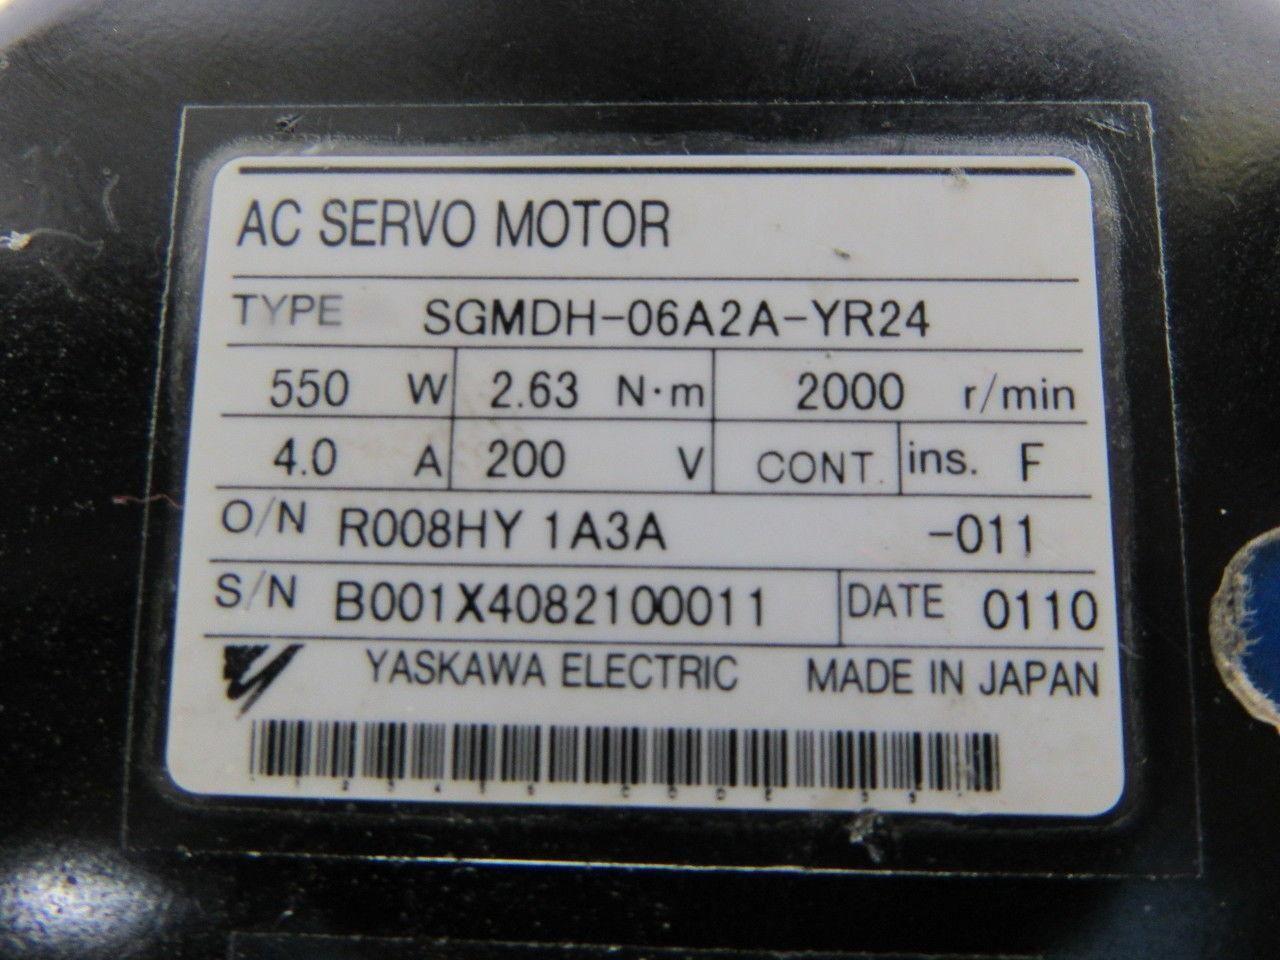 AC SERVO MOTOR
TYPE SGMDH-06A2A-YR24
550 W 2.63 N·m 2000 r/min
4.0 A 200 V CONT. ins. F
O/N R008HY 1A3A -011
S/N B001X4082100011 DATE 0110
YASKAWA ELECTRIC MADE IN JAPAN